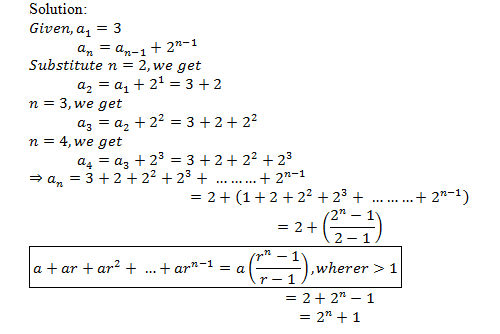 Solution:
Given, a₁ = 3
aₙ = aₙ₋₁ + 2ⁿ⁻¹
Substitute n = 2, we get
a₂ = a₁ + 2¹ = 3 + 2
n = 3, we get
a₃ = a₂ + 2² = 3 + 2 + 2²
n = 4, we get
a₄ = a₃ + 2³ = 3 + 2 + 2² + 2³
⇒ aₙ = 3 + 2 + 2² + 2³ + ... ... ... + 2ⁿ⁻¹
= 2 + (1 + 2 + 2² + 2³ + ... ... ... + 2ⁿ⁻¹)
= 2 + ((2ⁿ − 1)/(2 − 1))
a + ar + ar² + ... + arⁿ⁻¹ = a((rⁿ − 1)/(r − 1)), wherer > 1
= 2 + 2ⁿ − 1
= 2ⁿ + 1